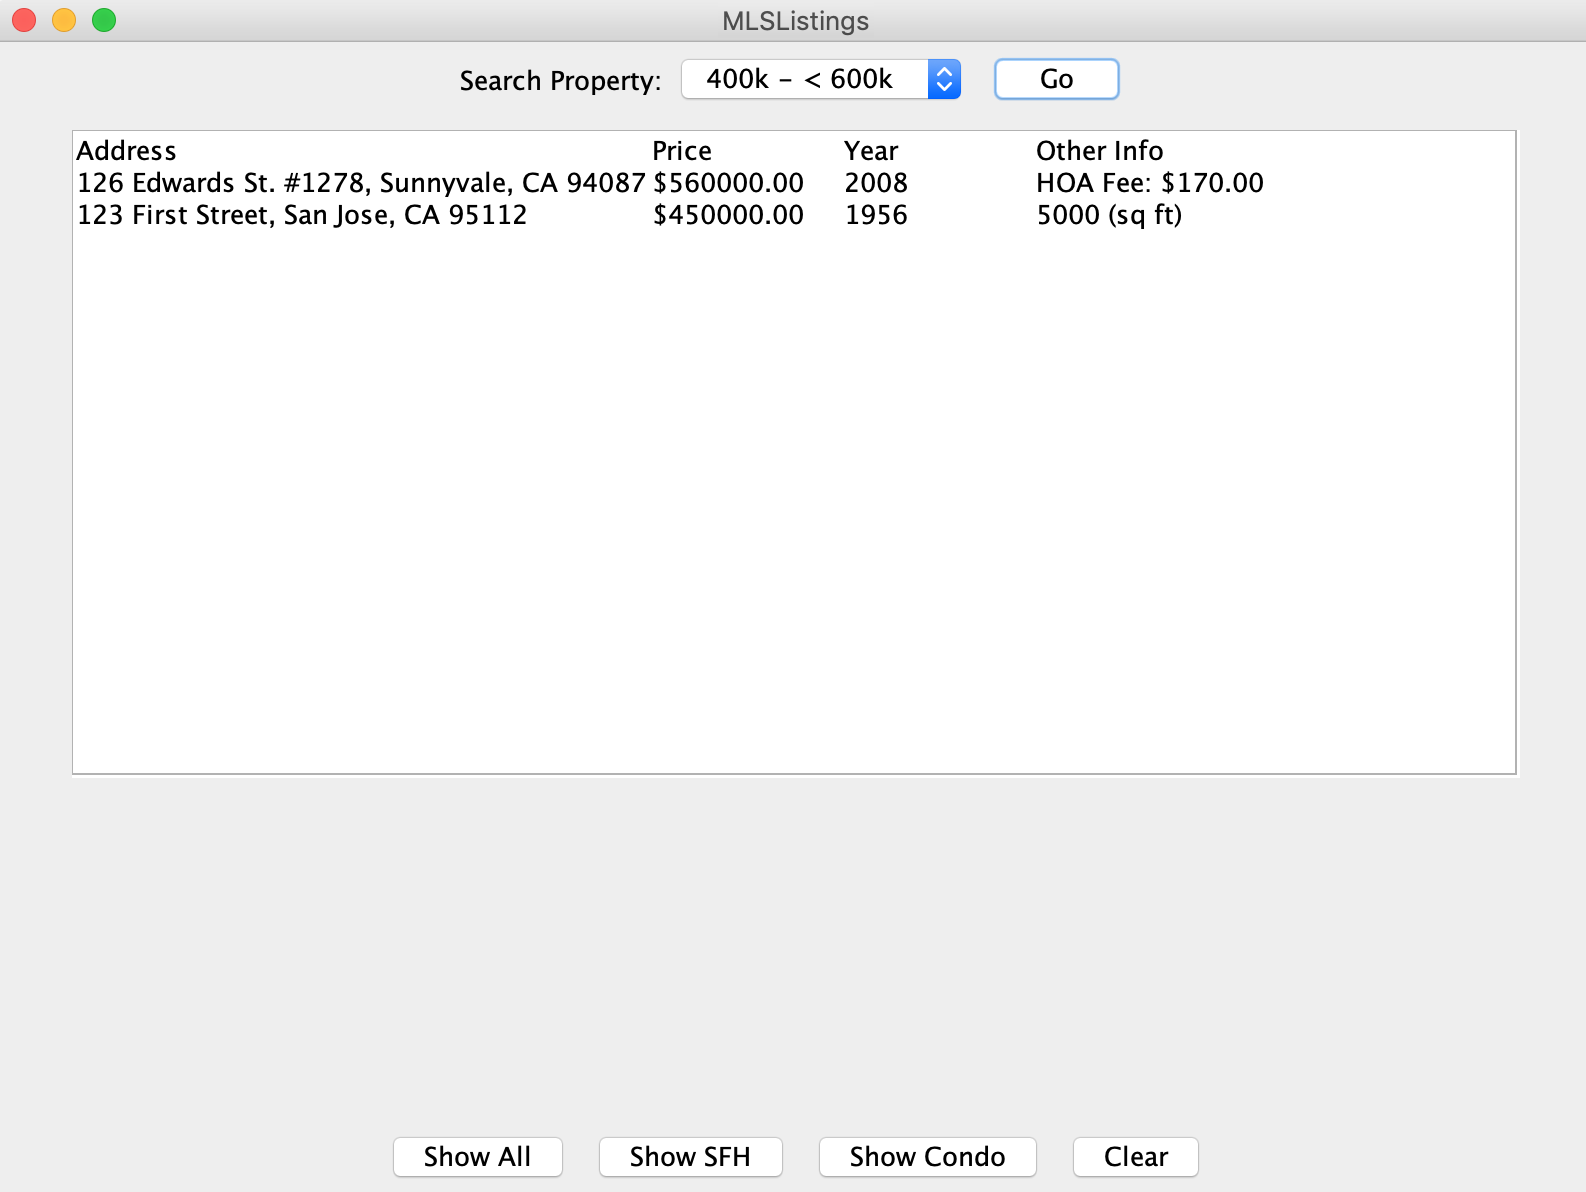 MLSListings
Search Property: 400k - < 600k Go
Address Price Year Other Info
126 Edwards St. #1278, Sunnyvale, CA 94087 $560000.00 2008 HOA Fee: $170.00
123 First Street, San Jose, CA 95112 $450000.00 1956 5000 (sq ft)
Show All Show SFH Show Condo Clear